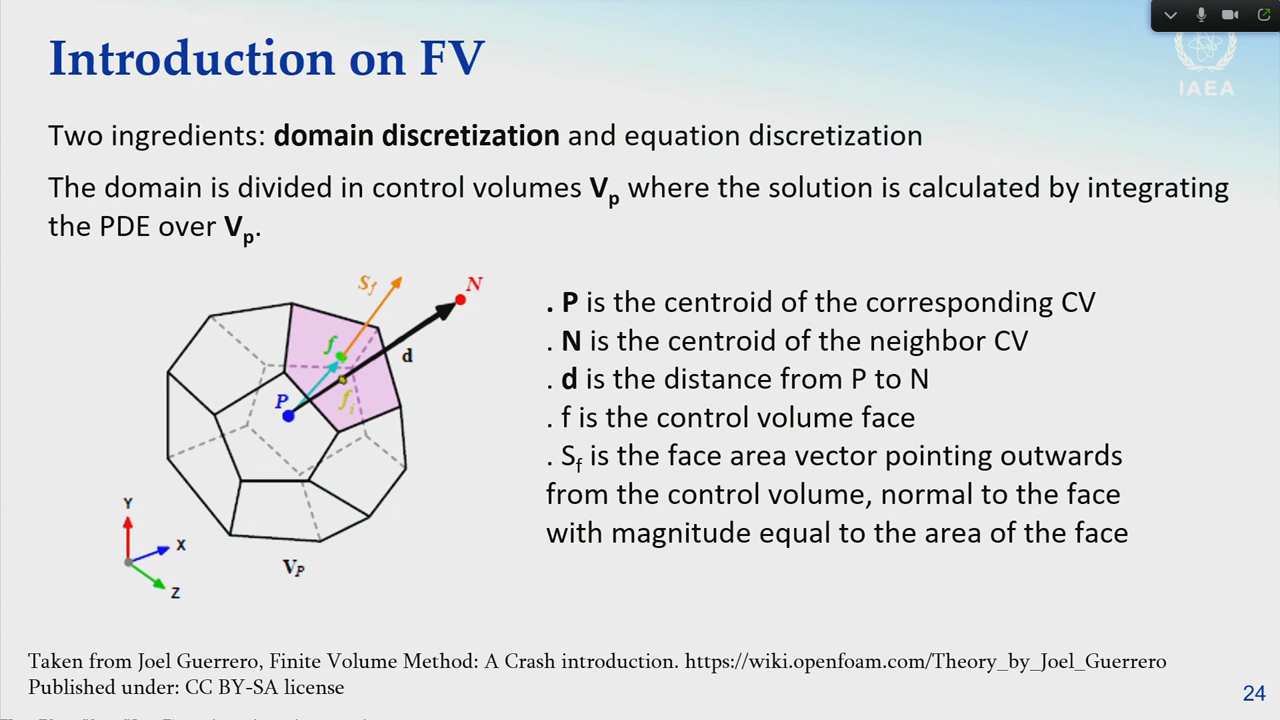 Introduction on FV
IAEA
Two ingredients: domain discretization and equation discretization
The domain is divided in control volumes Vp where the solution is calculated by integrating
the PDE over Vp.
Sf
N
f
d
P
fi
Y
X
Z
VP
. P is the centroid of the corresponding CV
. N is the centroid of the neighbor CV
. d is the distance from P to N
. f is the control volume face
. Sf is the face area vector pointing outwards
from the control volume, normal to the face
with magnitude equal to the area of the face
Taken from Joel Guerrero, Finite Volume Method: A Crash introduction. https://wiki.openfoam.com/Theory_by_Joel_Guerrero
Published under: CC BY-SA license
24